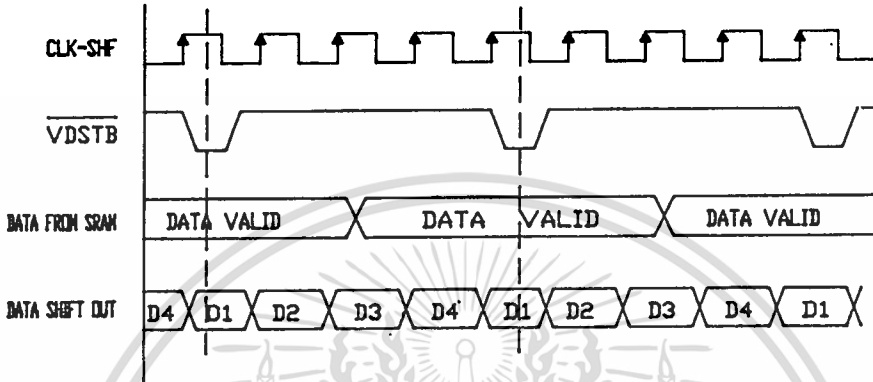 CLK-SHF
VDSTB
DATA FROM SRAM DATA VALID DATA VALID DATA VALID
DATA SHIFT OUT D4 D1 D2 D3 D4 D1 D2 D3 D4 D1